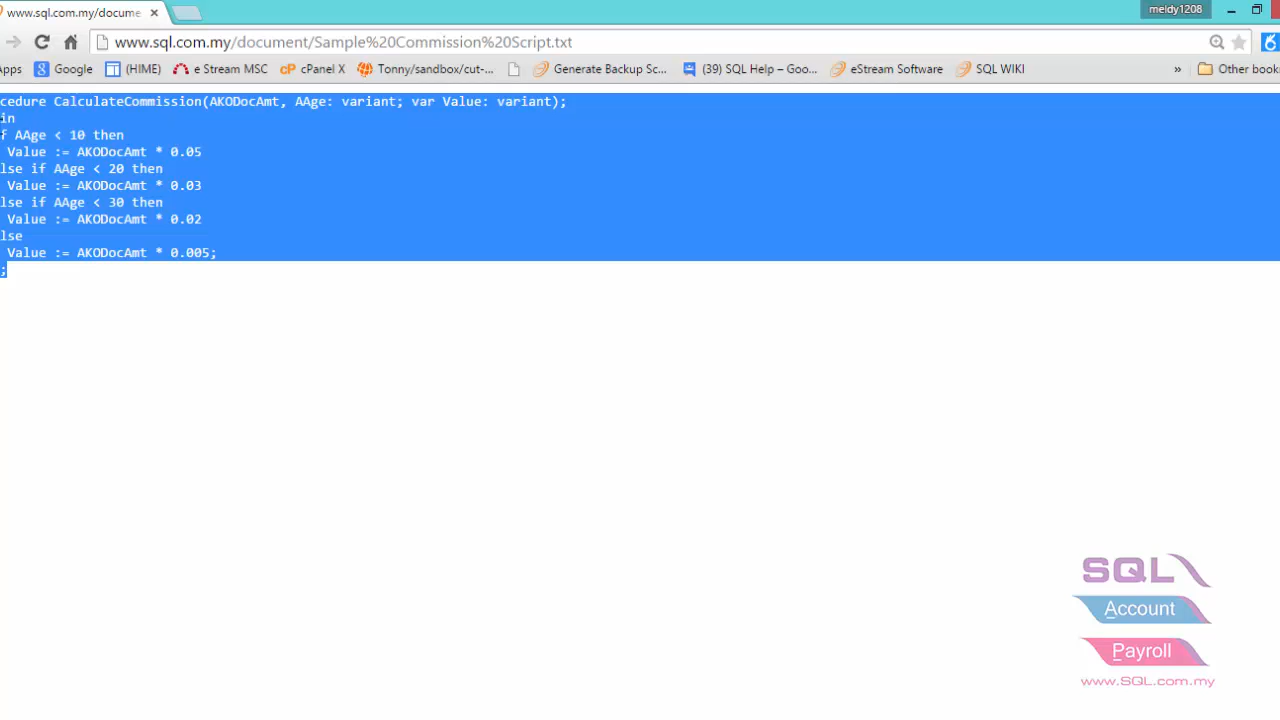 www.sql.com.my/docume
meldy1208
www.sql.com.my/document/Sample%20Commission%20Script.txt
Apps Google (HIME) e Stream MSC cPanel X Tonny/sandbox/cut-... Generate Backup Sc... (39) SQL Help – Goo... eStream Software SQL WIKI » Other book
cedure CalculateCommission(AKODocAmt, AAge: variant; var Value: variant);
in
f AAge < 10 then
Value := AKODocAmt * 0.05
lse if AAge < 20 then
Value := AKODocAmt * 0.03
lse if AAge < 30 then
Value := AKODocAmt * 0.02
lse
Value := AKODocAmt * 0.005;
;
SQL
Account
Payroll
www.SQL.com.my